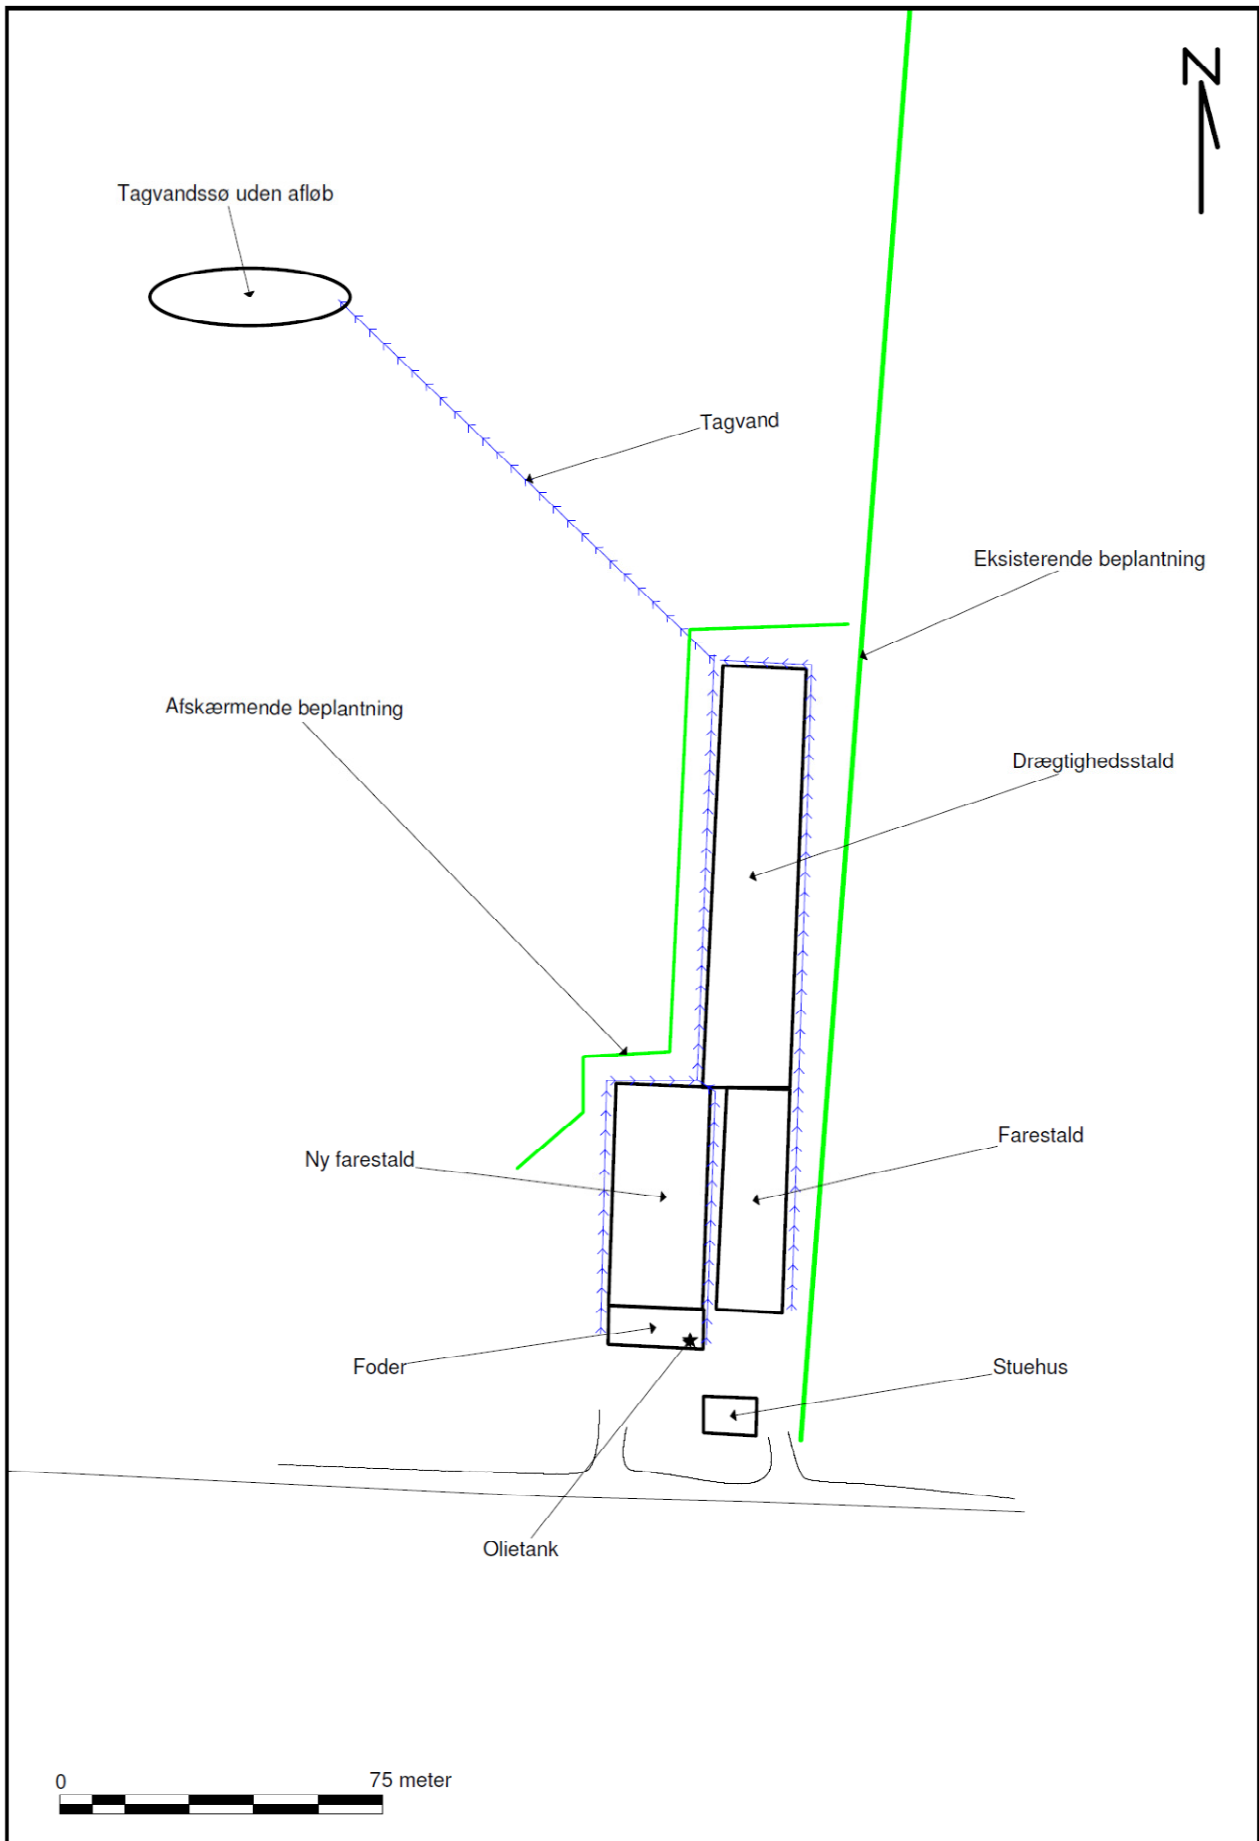 N
Tagvandssø uden afløb
Tagvand
Eksisterende beplantning
Afskærmende beplantning
Drægtighedsstald
Farestald
Ny farestald
Foder
Stuehus
Olietank
0 75 meter